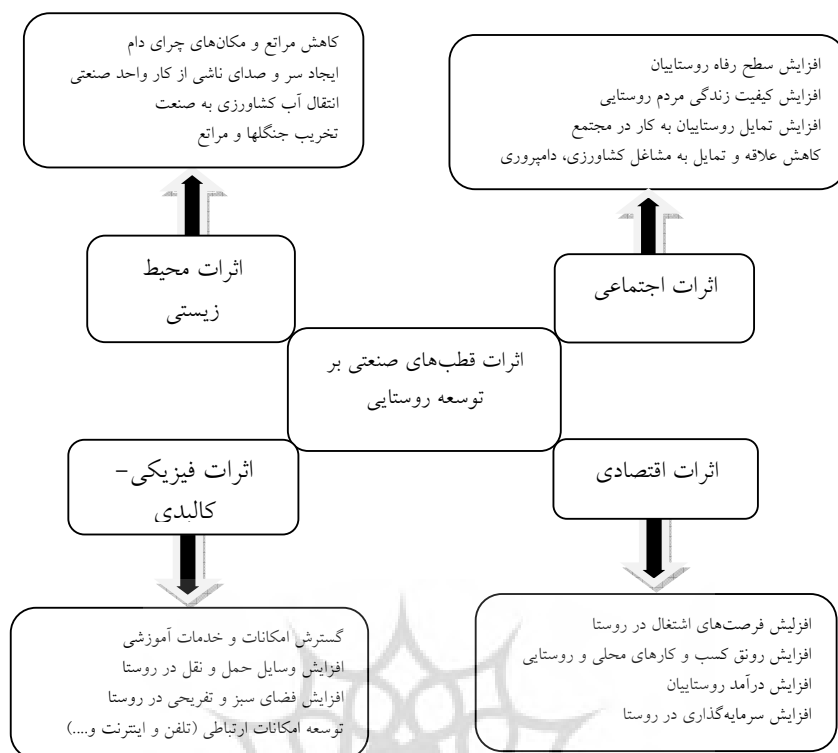 افزایش سطح رفاه روستاییان
افزایش کیفیت زندگی مردم روستایی
افزایش تمایل روستاییان به کار در مجتمع
کاهش علاقه و تمایل به مشاغل کشاورزی، دامپروری
کاهش مراتع و مکان‌های چرای دام
ایجاد سر و صدای ناشی از کار واحد صنعتی
انتقال آب کشاورزی به صنعت
تخریب جنگلها و مراتع
اثرات اجتماعی
اثرات محیط
زیستی
اثرات قطب‌های صنعتی بر
توسعه روستایی
اثرات اقتصادی
اثرات فیزیکی-
کالبدی
افزلیش فرصت‌های اشتغال در روستا
افزایش رونق کسب و کارهای محلی و روستایی
افزایش درآمد روستاییان
افزایش سرمایه‌گذاری در روستا
گسترش امکانات و خدمات آموزشی
افزایش وسایل حمل و نقل در روستا
افزایش فضای سبز و تفریحی در روستا
توسعه امکانات ارتباطی (تلفن و اینترنت و....)